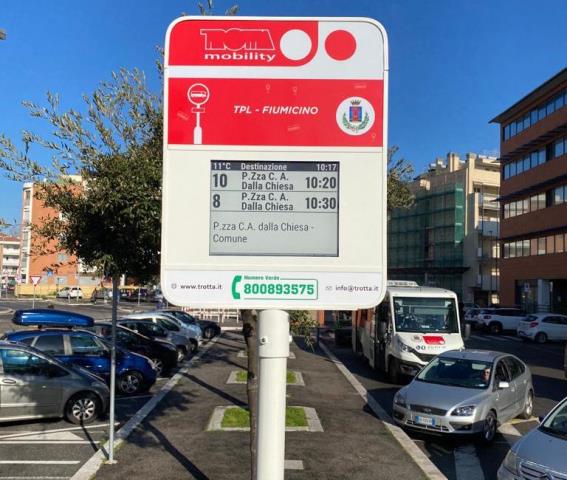 TROTTA
mobility
trotta
TPL - FIUMICINO
11°C Destinazione 10:17
10 P.Zza C. A. Dalla Chiesa 10:20
8 P.Zza C. A. Dalla Chiesa 10:30
P.zza C.A. dalla Chiesa -
Comune
www.trotta.it
Numero Verde
800893575
info@trotta.it